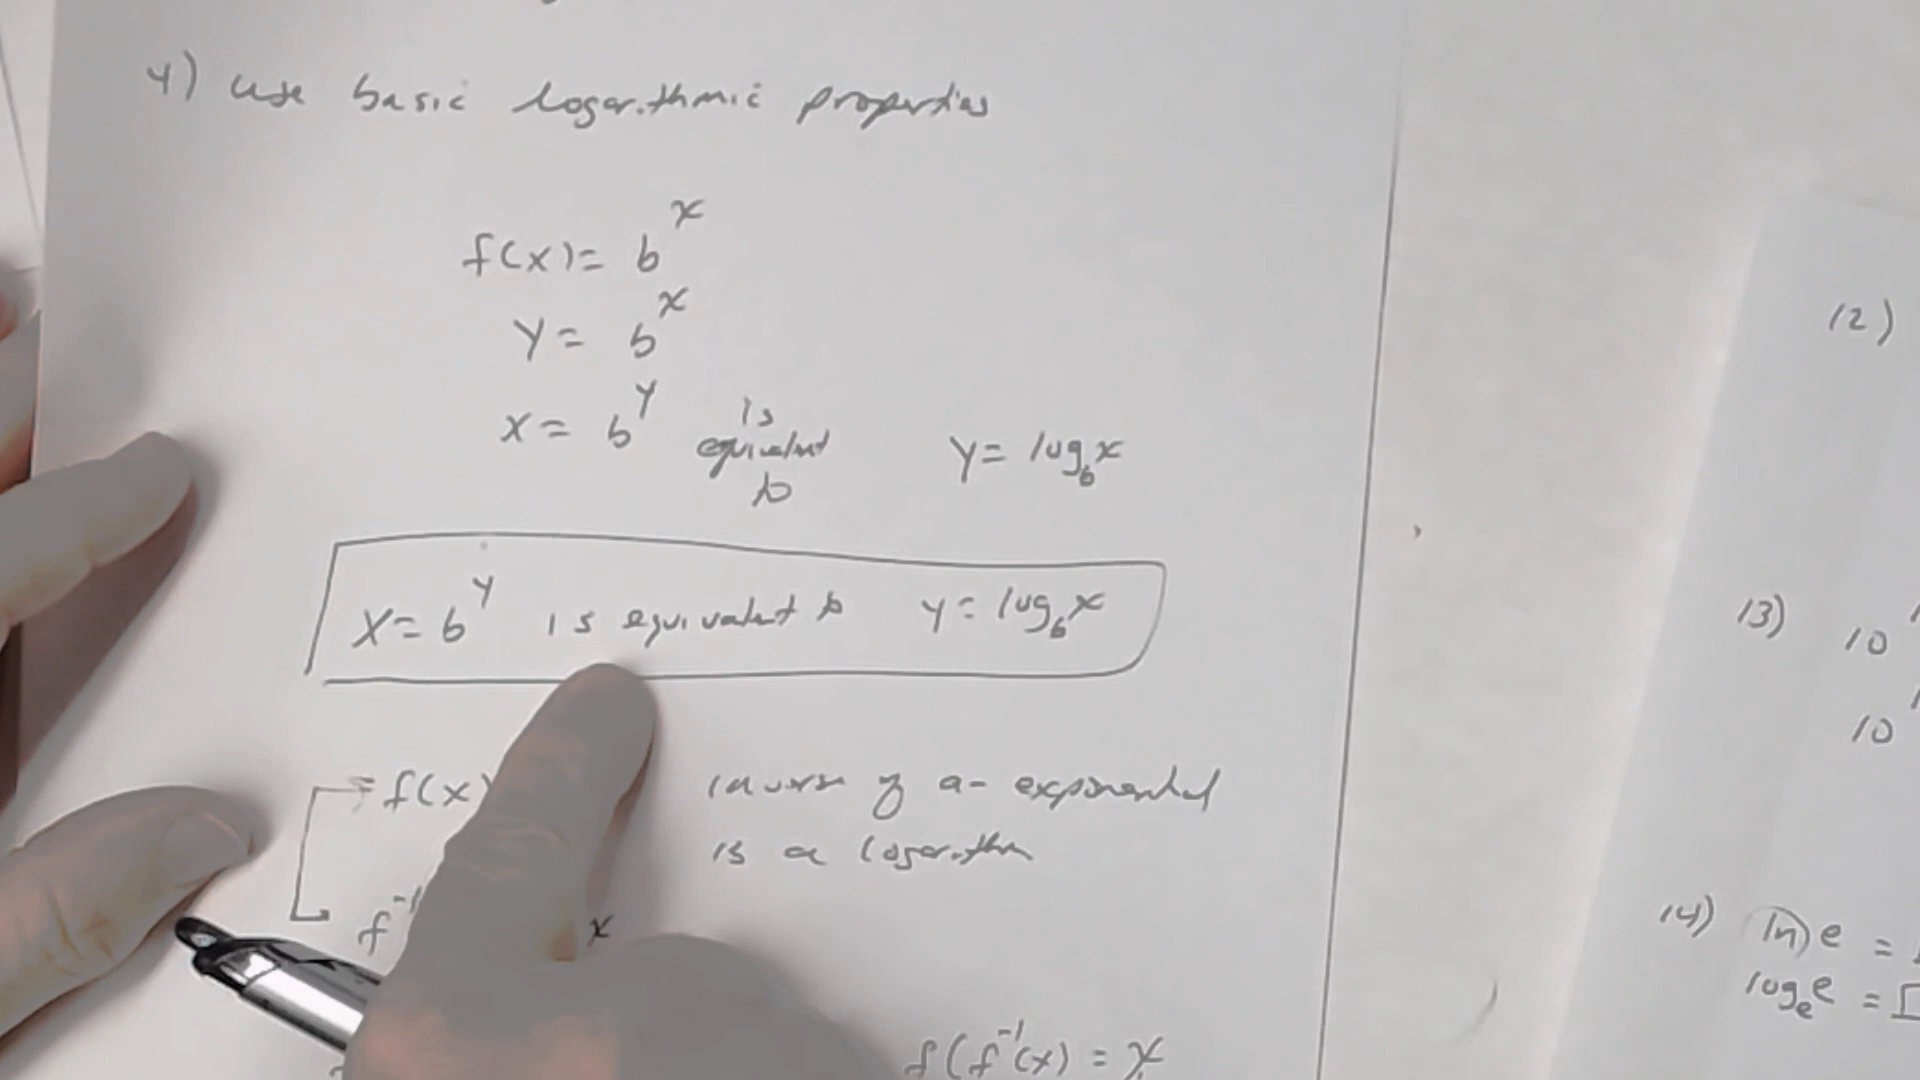 4) use basic logarithmic properties
f(x) = b^x
y = b^x
x = b^y is equivalent to y = log_b x
x = b^y is equivalent to y = log_b x
f(x) inverse of an exponential
is a logarithm
f^-1 x
f(f^-1(x) = x
12)
13) 10
10
14) ln e =
log_e e =